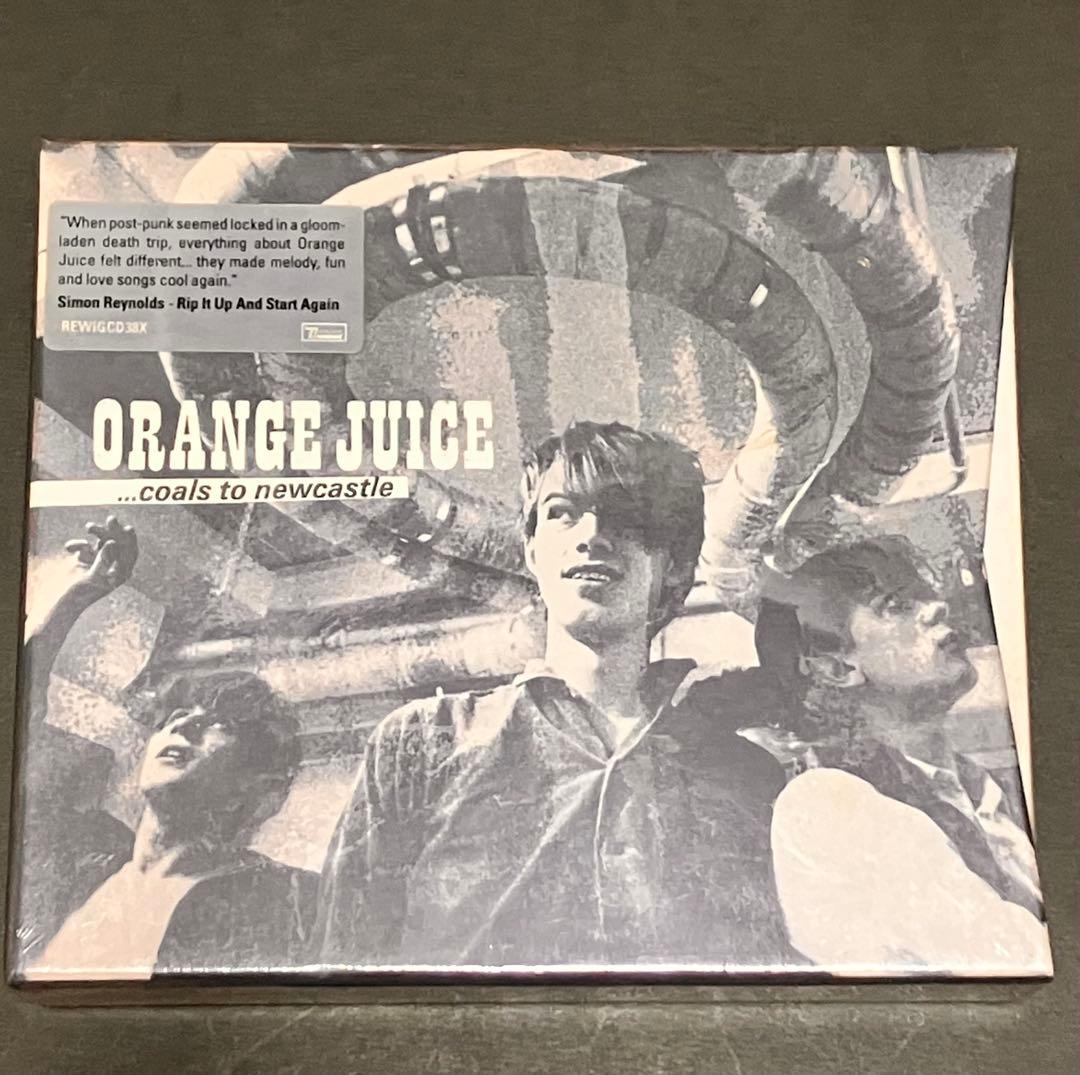 "When post-punk seemed locked in a gloom-
laden death trip, everything about Orange
Juice felt different... they made melody, fun
and love songs cool again."
Simon Reynolds - Rip It Up And Start Again
REWIGCD38X
ORANGE JUICE
...coals to newcastle